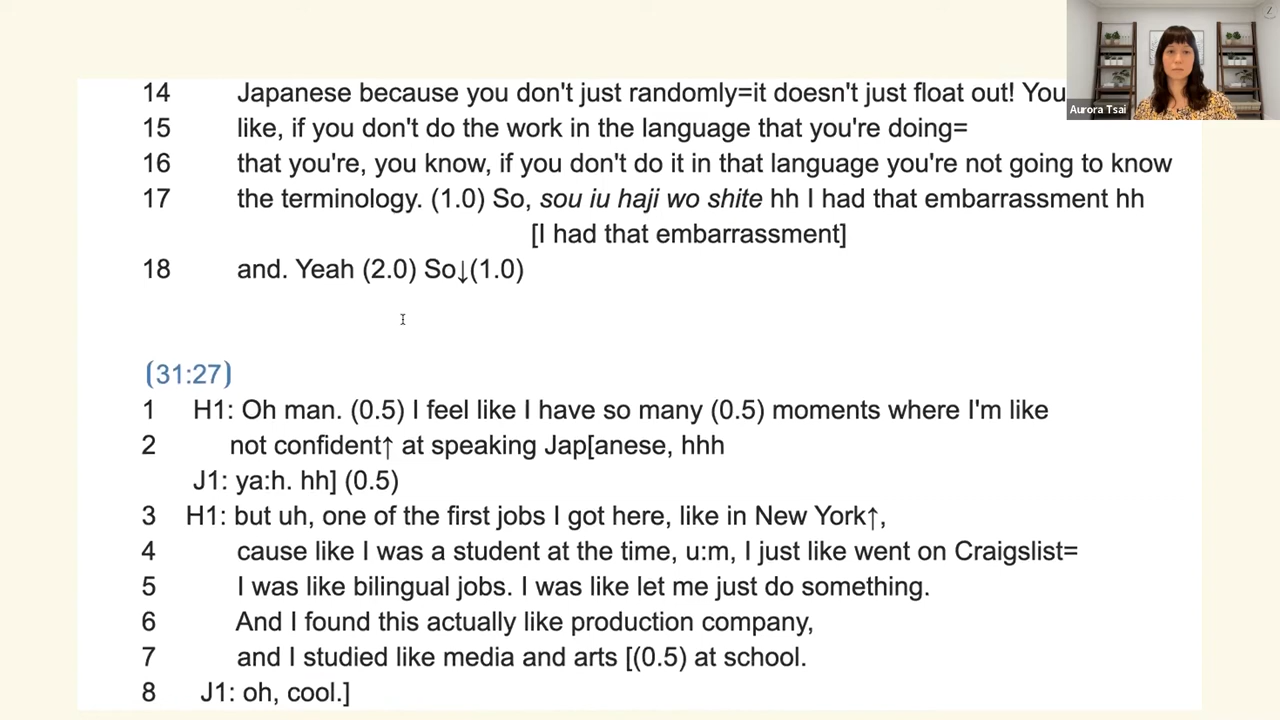 14 Japanese because you don't just randomly=it doesn't just float out! You
Aurora Tsai
15 like, if you don't do the work in the language that you're doing=
16 that you're, you know, if you don't do it in that language you're not going to know
17 the terminology. (1.0) So, sou iu haji wo shite hh I had that embarrassment hh
[I had that embarrassment]
18 and. Yeah (2.0) So↓(1.0)
(31:27)
1 H1: Oh man. (0.5) I feel like I have so many (0.5) moments where I'm like
2 not confident↑ at speaking Jap[anese, hhh
J1: ya:h. hh] (0.5)
3 H1: but uh, one of the first jobs I got here, like in New York↑,
4 cause like I was a student at the time, u:m, I just like went on Craigslist=
5 I was like bilingual jobs. I was like let me just do something.
6 And I found this actually like production company,
7 and I studied like media and arts [(0.5) at school.
8 J1: oh, cool.]